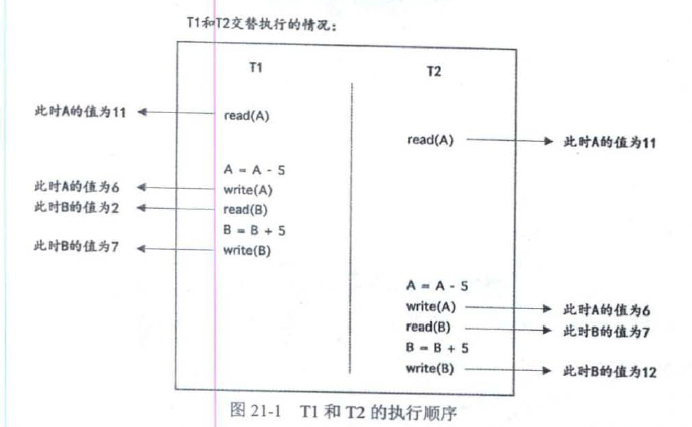 T1和T2交替执行的情况：
T1
T2
此时A的值为11
read(A)
read(A)
此时A的值为11
A = A - 5
此时A的值为6
write(A)
此时B的值为2
read(B)
B = B + 5
此时B的值为7
write(B)
A = A - 5
write(A)
此时A的值为6
read(B)
此时B的值为7
B = B + 5
write(B)
此时B的值为12
图 21-1 T1 和 T2 的执行顺序